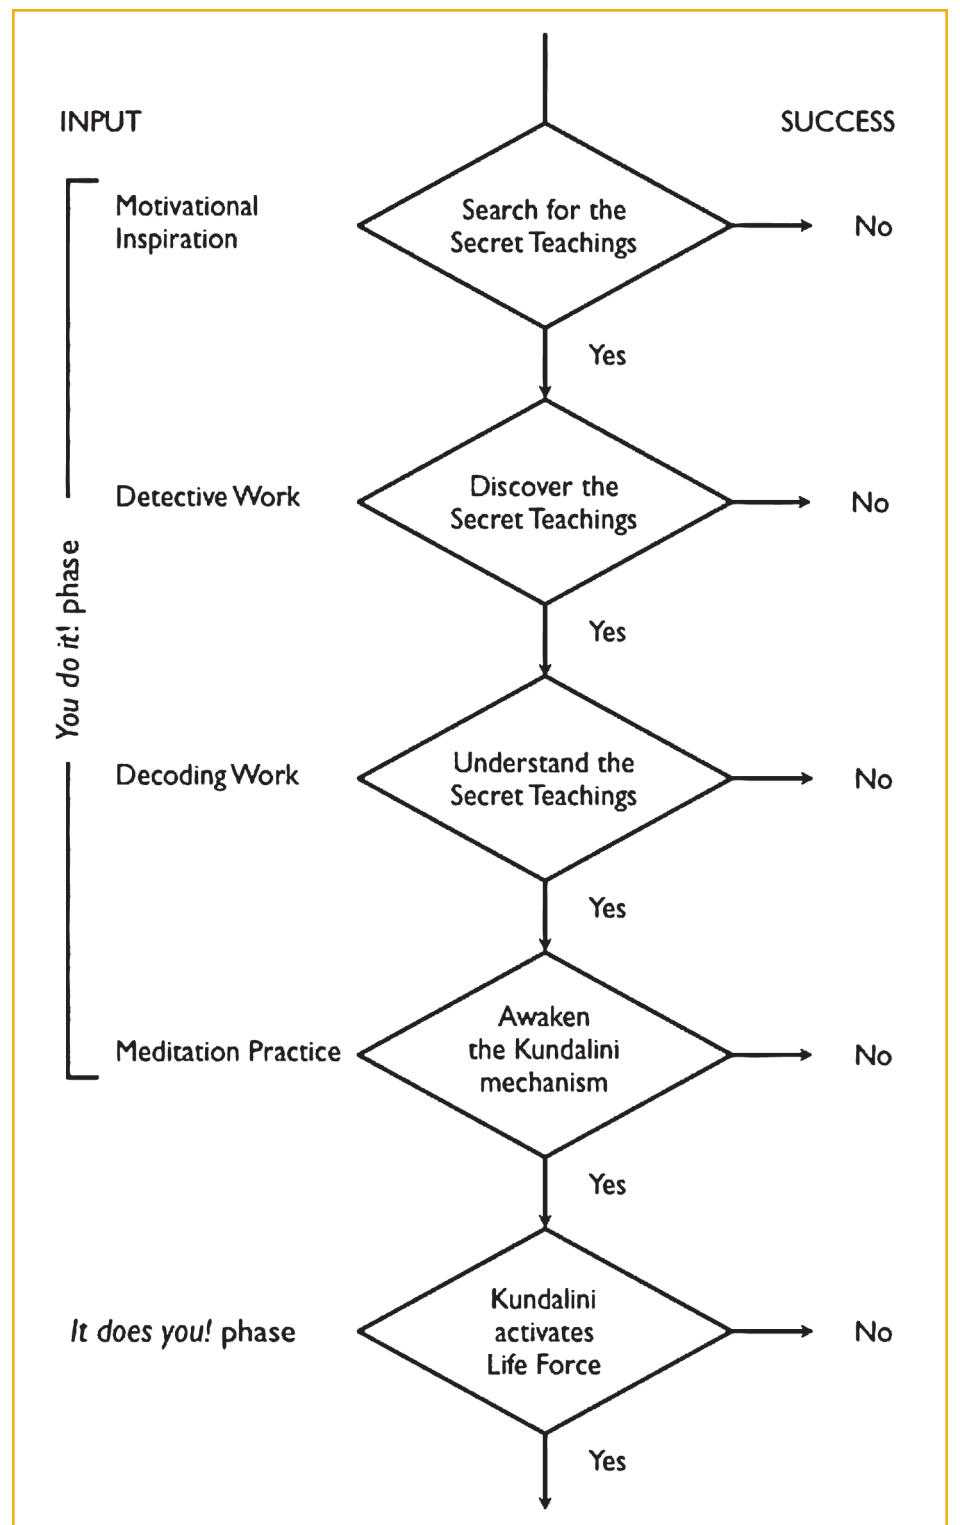 INPUT
SUCCESS
Motivational
Inspiration
Search for the
Secret Teachings
No
Yes
Detective Work
Discover the
Secret Teachings
No
You do it! phase
Yes
Decoding Work
Understand the
Secret Teachings
No
Yes
Meditation Practice
Awaken
the Kundalini
mechanism
No
Yes
It does you! phase
Kundalini
activates
Life Force
No
Yes